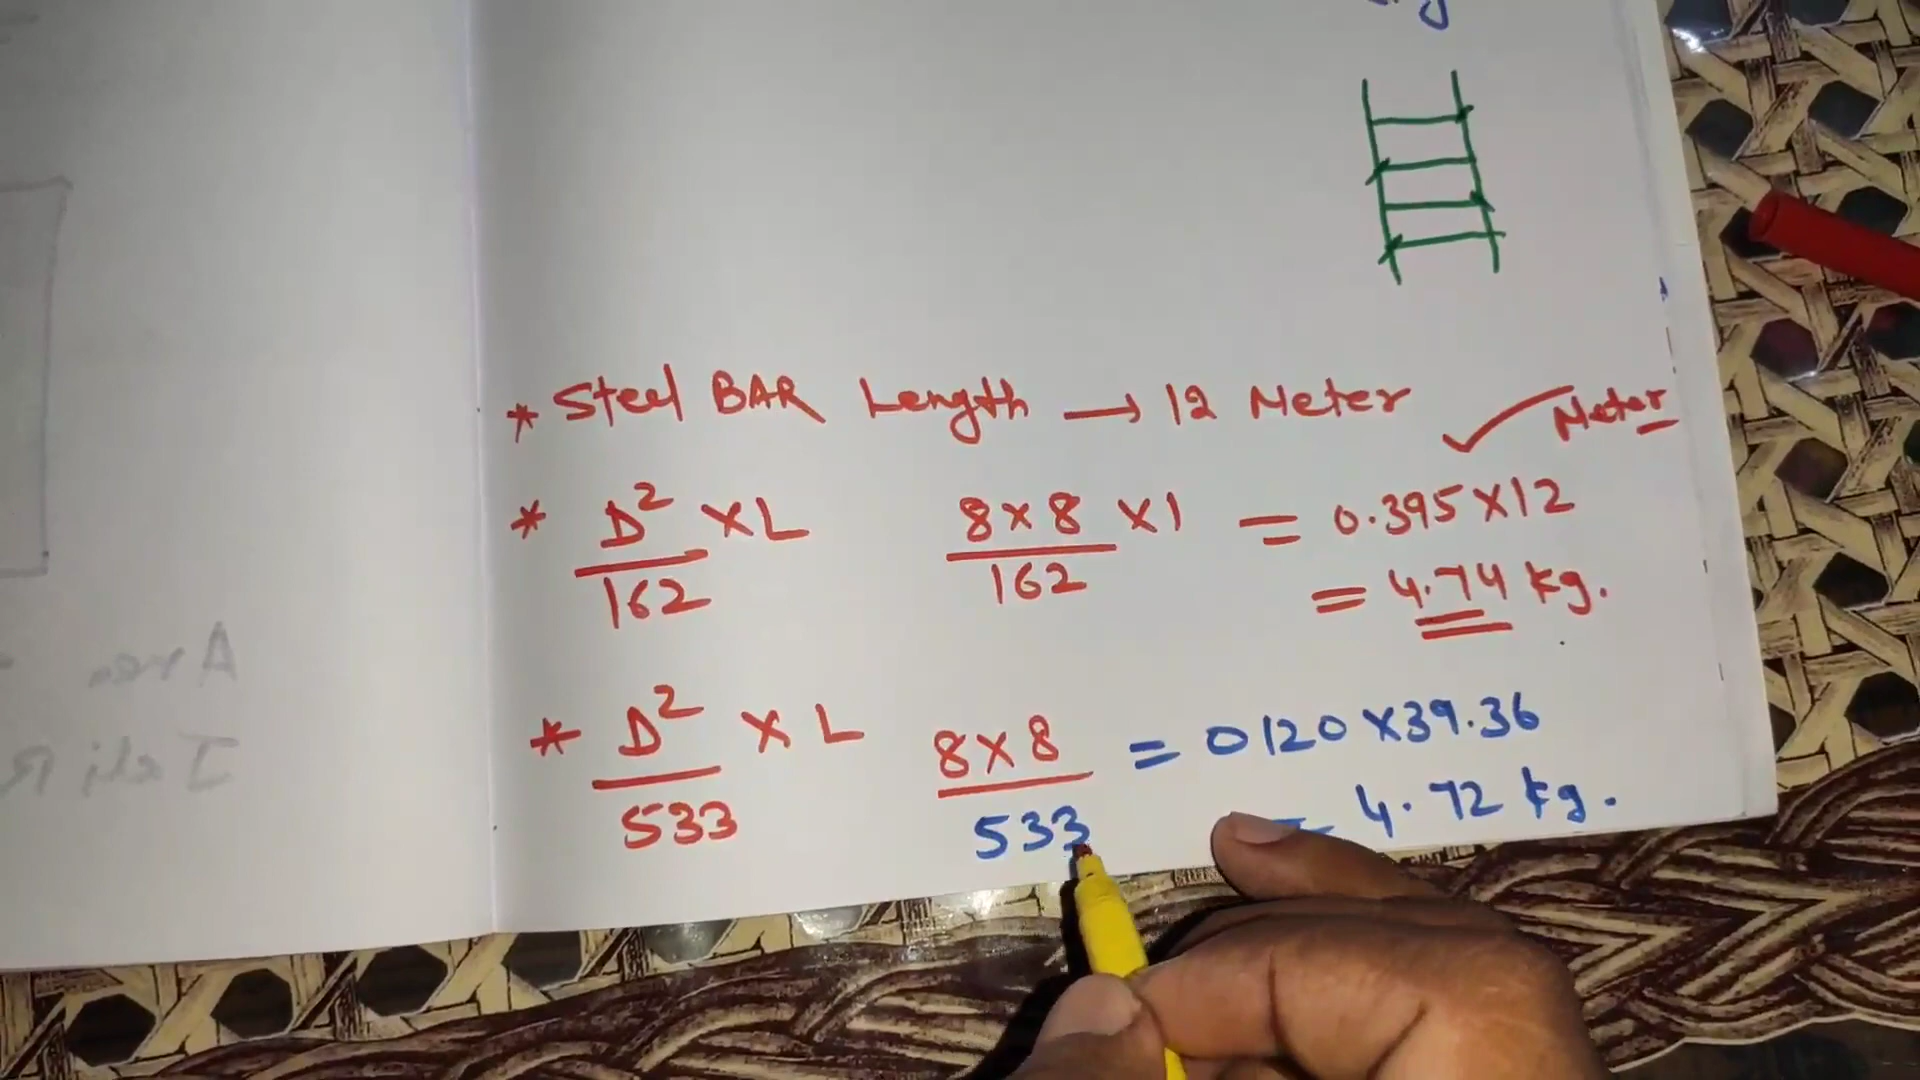 * Steel BAR Length → 12 Meter
Meter
* D²/162 × L 8×8/162 ×1 = 0.395×12
= 4.74 kg.
* D²/533 × L 8×8/533 = 0120×39.36
= 4.72 kg.
Area